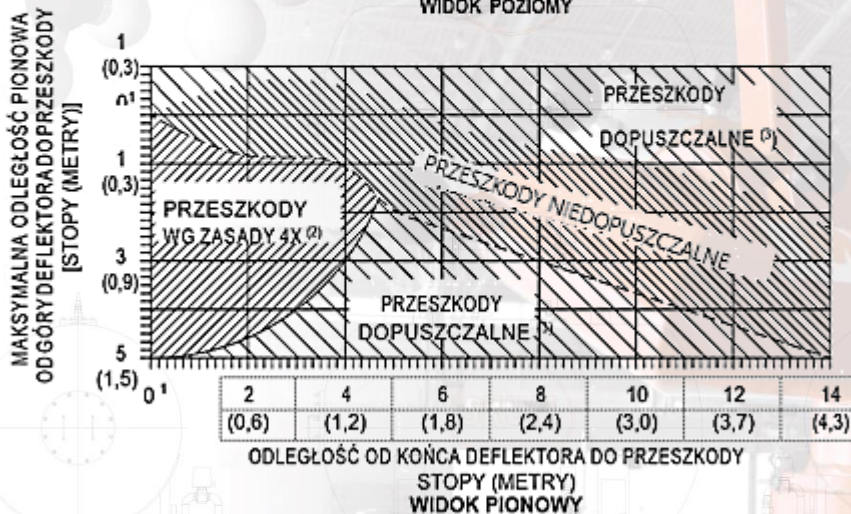 WIDOK POZIOMY
MAKSYMALNA ODLEGŁOŚĆ PIONOWA
OD GÓRY DEFLEKTORA DO PRZESZKODY
[STOPY (METRY)]
1
(0,3)
0¹
1
(0,3)
3
(0,9)
5
(1,5)
PRZESZKODY
DOPUSZCZALNE (3)
PRZESZKODY NIEDOPUSZCZALNE
PRZESZKODY
WG ZASADY 4X (2)
PRZESZKODY
DOPUSZCZALNE
0¹ 2 4 6 8 10 12 14
(0,6) (1,2) (1,8) (2,4) (3,0) (3,7) (4,3)
ODLEGŁOŚĆ OD KOŃCA DEFLEKTORA DO PRZESZKODY
STOPY (METRY)
WIDOK PIONOWY